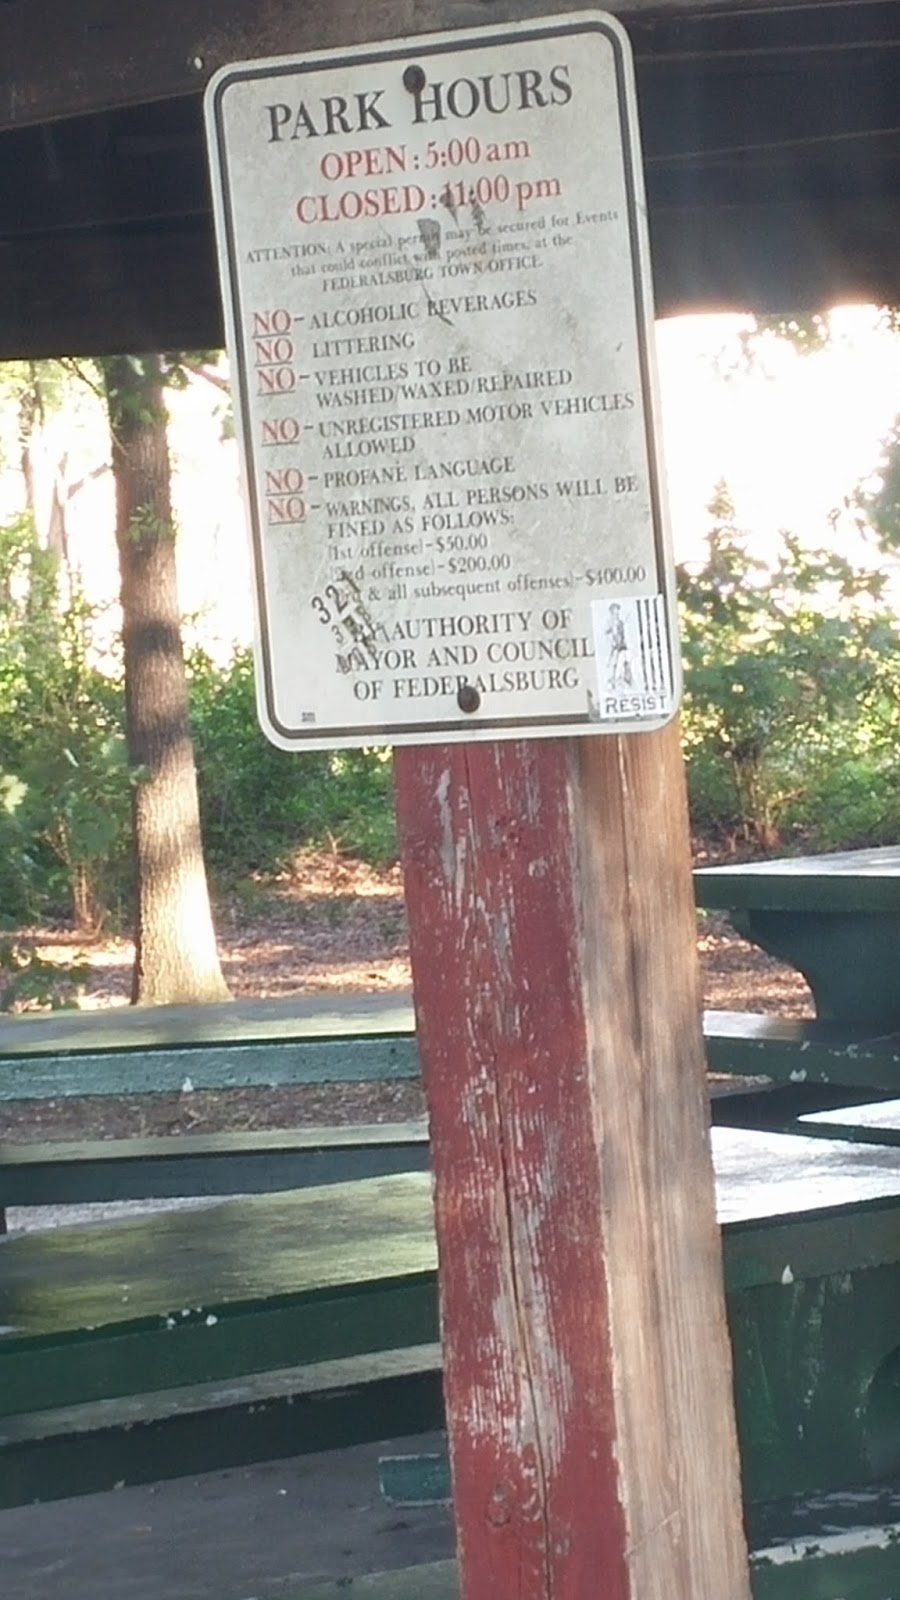 PARK HOURS
OPEN: 5:00 am
CLOSED: 11:00 pm
ATTENTION: A special permit may be secured for Events
that could conflict with posted times, at the
FEDERALSBURG TOWN OFFICE.
NO - ALCOHOLIC BEVERAGES
NO LITTERING
NO - VEHICLES TO BE
WASHED/WAXED/REPAIRED
NO - UNREGISTERED MOTOR VEHICLES
ALLOWED
NO - PROFANE LANGUAGE
NO - WARNINGS, ALL PERSONS WILL BE
FINED AS FOLLOWS:
[1st offense] - $50.00
[2nd offense] - $200.00
[3rd & all subsequent offenses] - $400.00
BY AUTHORITY OF
MAYOR AND COUNCIL
OF FEDERALSBURG
RESIST
32